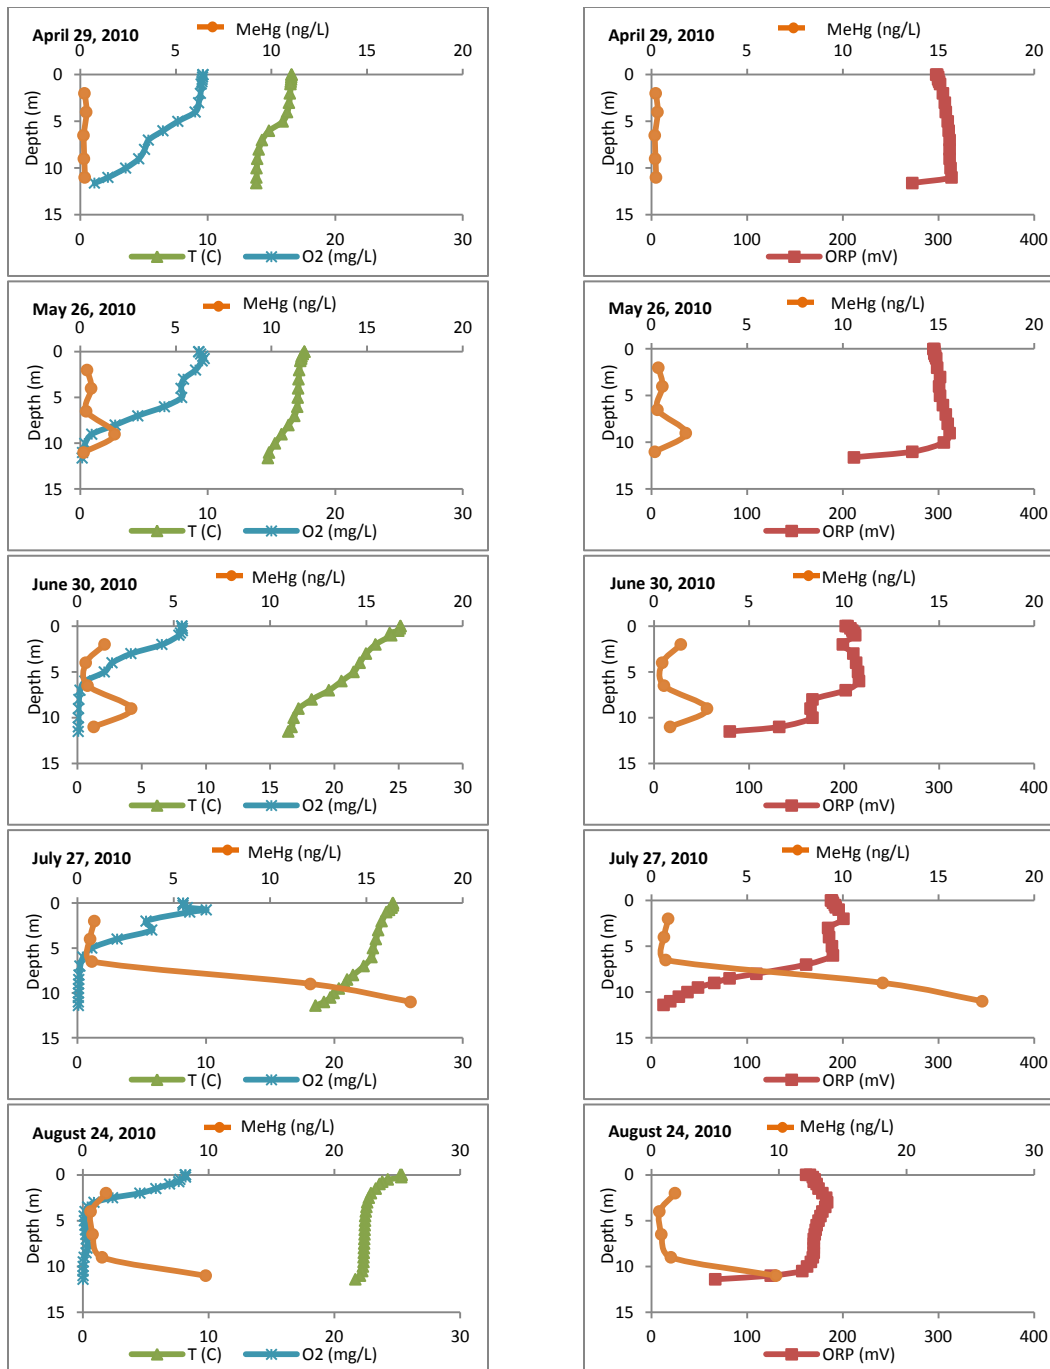 April 29, 2010
MeHg (ng/L)
0 5 10 15 20
0
5
10
15
Depth (m)
0 10 20 30
T (C) O2 (mg/L)
April 29, 2010
MeHg (ng/L)
0 5 10 15 20
0
5
10
15
Depth (m)
0 100 200 300 400
ORP (mV)
May 26, 2010
MeHg (ng/L)
0 5 10 15 20
0
5
10
15
Depth (m)
0 10 20 30
T (C) O2 (mg/L)
May 26, 2010
MeHg (ng/L)
0 5 10 15 20
0
5
10
15
Depth (m)
0 100 200 300 400
ORP (mV)
June 30, 2010
MeHg (ng/L)
0 5 10 15 20
0
5
10
15
Depth (m)
0 5 10 15 20 25 30
T (C) O2 (mg/L)
June 30, 2010
MeHg (ng/L)
0 5 10 15 20
0
5
10
15
Depth (m)
0 100 200 300 400
ORP (mV)
July 27, 2010
MeHg (ng/L)
0 5 10 15 20
0
5
10
15
Depth (m)
0 10 20 30
T (C) O2 (mg/L)
July 27, 2010
MeHg (ng/L)
0 5 10 15 20
0
5
10
15
Depth (m)
0 100 200 300 400
ORP (mV)
August 24, 2010
MeHg (ng/L)
0 10 20 30
0
5
10
15
Depth (m)
0 10 20 30
T (C) O2 (mg/L)
August 24, 2010
MeHg (ng/L)
0 10 20 30
0
5
10
15
Depth (m)
0 100 200 300 400
ORP (mV)